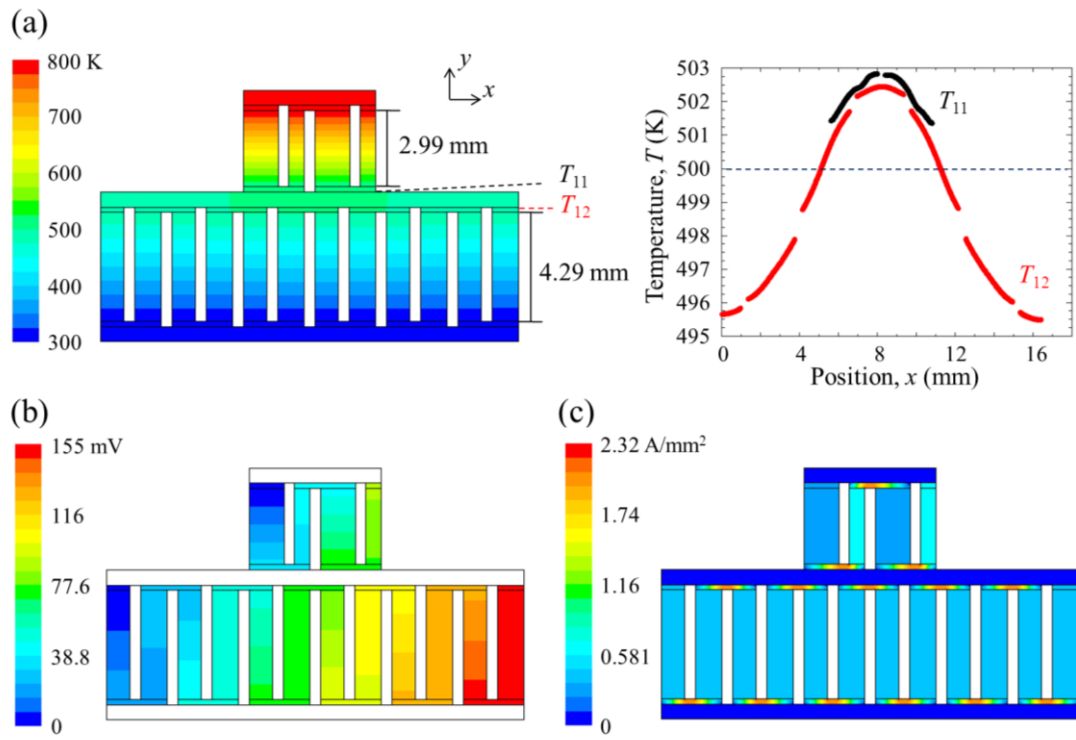 (a)
800 K
700
600
500
400
300
y
x
2.99 mm
T11
T12
4.29 mm
Temperature, T (K)
503
502
501
500
499
498
497
496
495
T11
T12
0
4
8
12
16
Position, x (mm)
(b)
155 mV
116
77.6
38.8
0
(c)
2.32 A/mm²
1.74
1.16
0.581
0